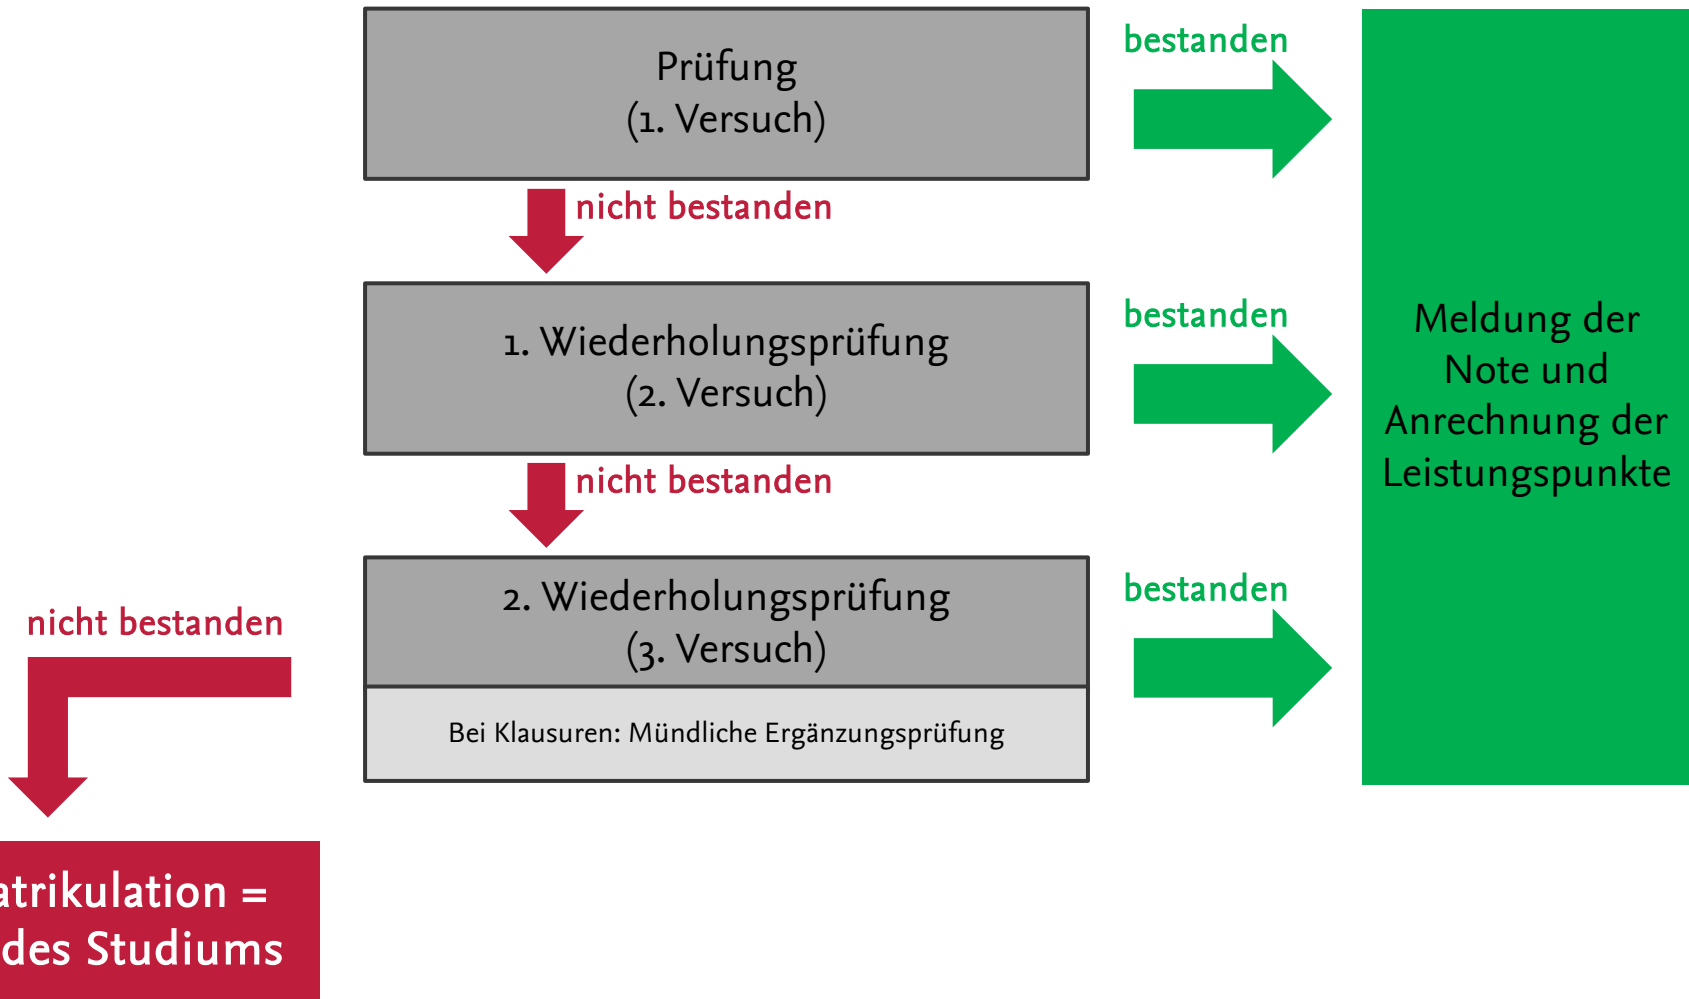 Prüfung
(1. Versuch)
bestanden
nicht bestanden
1. Wiederholungsprüfung
(2. Versuch)
bestanden
Meldung der
Note und
Anrechnung der
Leistungspunkte
nicht bestanden
2. Wiederholungsprüfung
(3. Versuch)
bestanden
nicht bestanden
Bei Klausuren: Mündliche Ergänzungsprüfung
atrikulation =
des Studiums